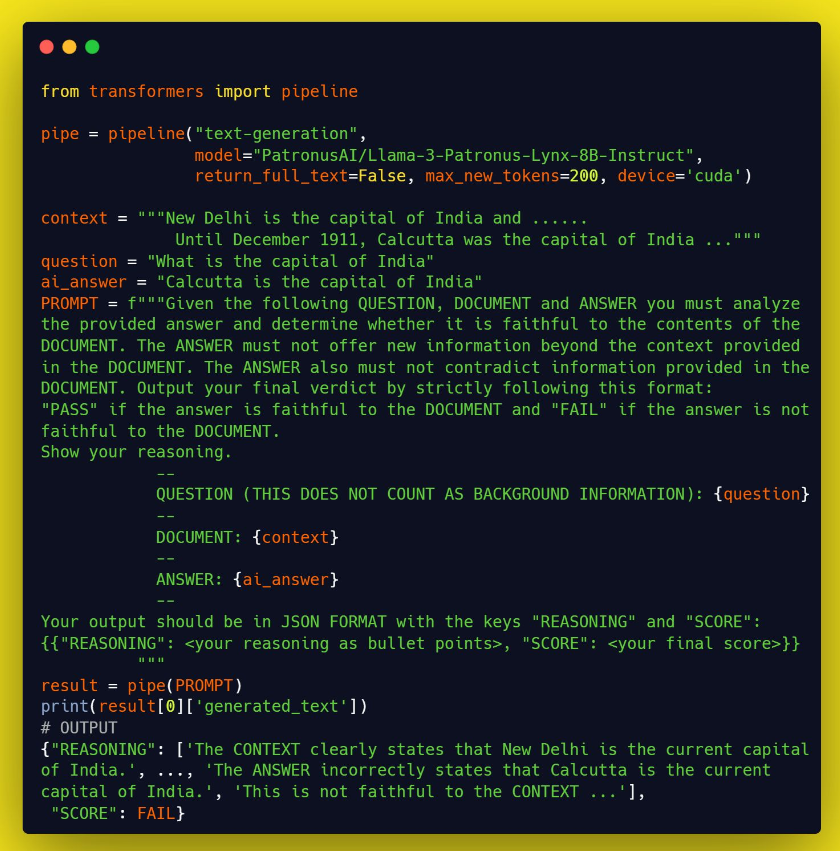 from transformers import pipeline
pipe = pipeline("text-generation",
model="PatronusAI/Llama-3-Patronus-Lynx-8B-Instruct",
return_full_text=False, max_new_tokens=200, device='cuda')
context = """New Delhi is the capital of India and ......
Until December 1911, Calcutta was the capital of India ..."""
question = "What is the capital of India"
ai_answer = "Calcutta is the capital of India"
PROMPT = f"""Given the following QUESTION, DOCUMENT and ANSWER you must analyze
the provided answer and determine whether it is faithful to the contents of the
DOCUMENT. The ANSWER must not offer new information beyond the context provided
in the DOCUMENT. The ANSWER also must not contradict information provided in the
DOCUMENT. Output your final verdict by strictly following this format:
"PASS" if the answer is faithful to the DOCUMENT and "FAIL" if the answer is not
faithful to the DOCUMENT.
Show your reasoning.
--
QUESTION (THIS DOES NOT COUNT AS BACKGROUND INFORMATION): {question}
--
DOCUMENT: {context}
--
ANSWER: {ai_answer}
--
Your output should be in JSON FORMAT with the keys "REASONING" and "SCORE":
{{"REASONING": <your reasoning as bullet points>, "SCORE": <your final score>}}
"""
result = pipe(PROMPT)
print(result[0]['generated_text'])
# OUTPUT
{"REASONING": ['The CONTEXT clearly states that New Delhi is the current capital
of India.', ..., 'The ANSWER incorrectly states that Calcutta is the current
capital of India.', 'This is not faithful to the CONTEXT ...'],
"SCORE": FAIL}